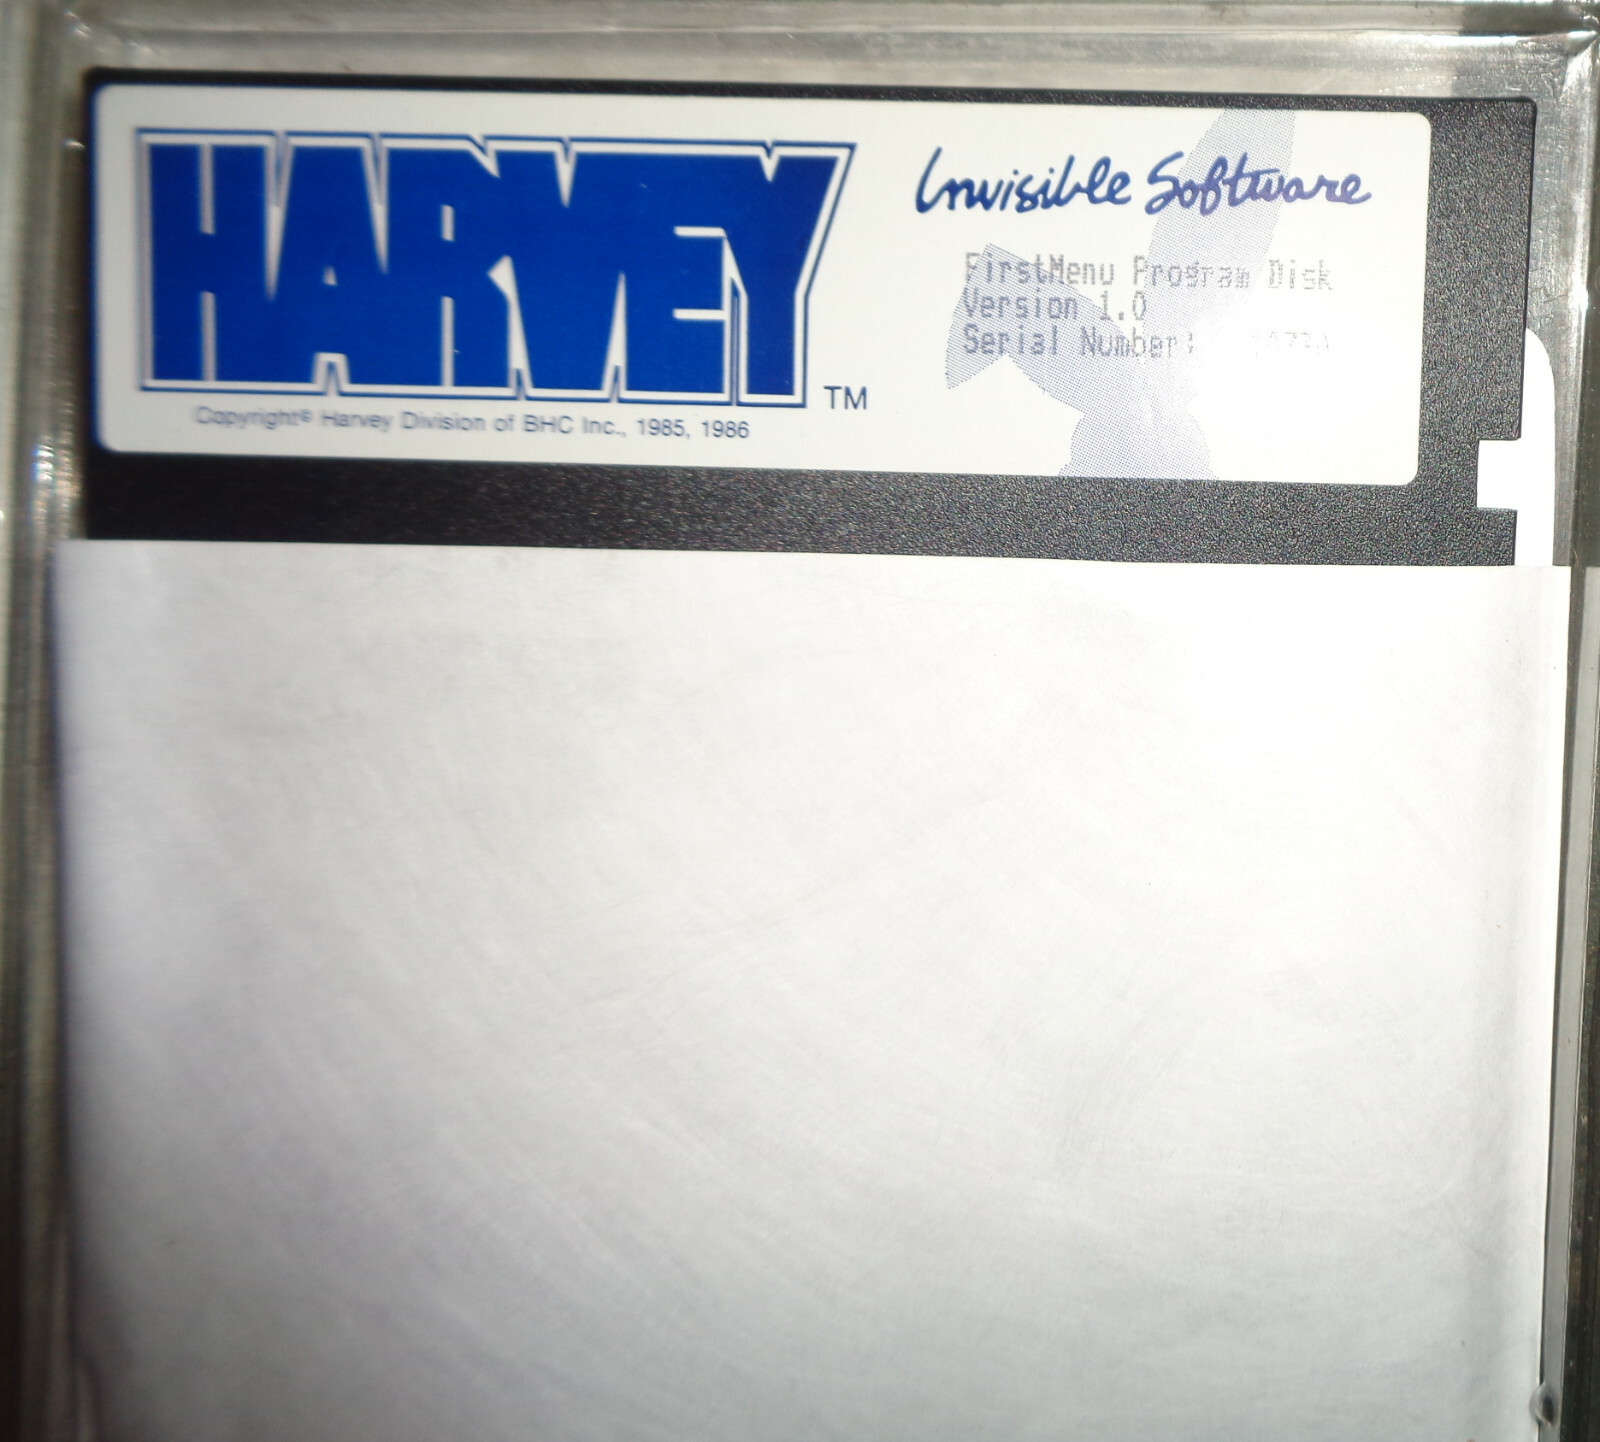 HARVEY
TM
Copyright© Harvey Division of BHC Inc., 1985, 1986
Invisible Software
FirstMenu Program Disk
Version 1.0
Serial Number: